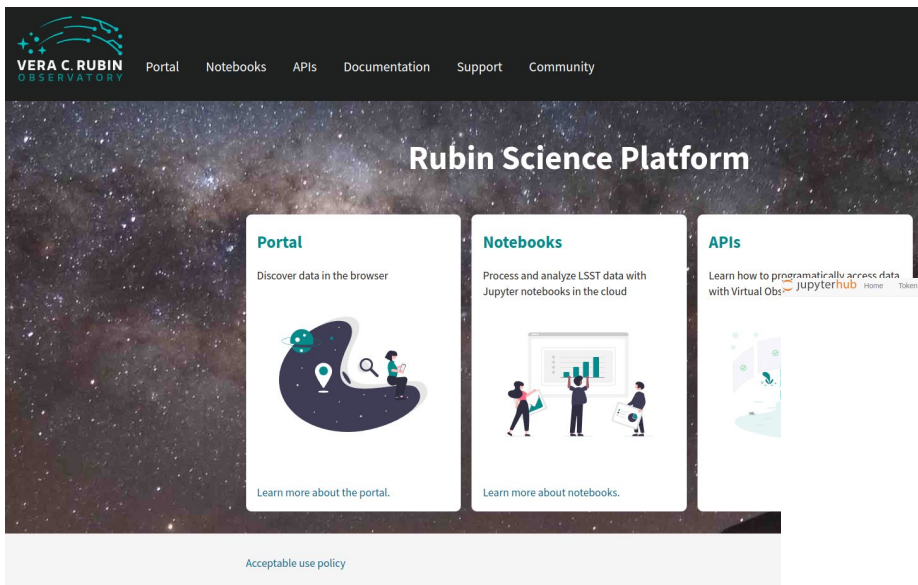 VERA C. RUBIN
OBSERVATORY
Portal Notebooks APIs Documentation Support Community
Rubin Science Platform
Portal
Discover data in the browser
Learn more about the portal.
Notebooks
Process and analyze LSST data with
Jupyter notebooks in the cloud
Learn more about notebooks.
APIs
Learn how to programatically access data
with Virtual Obs
jupyterhub Home Token
Acceptable use policy